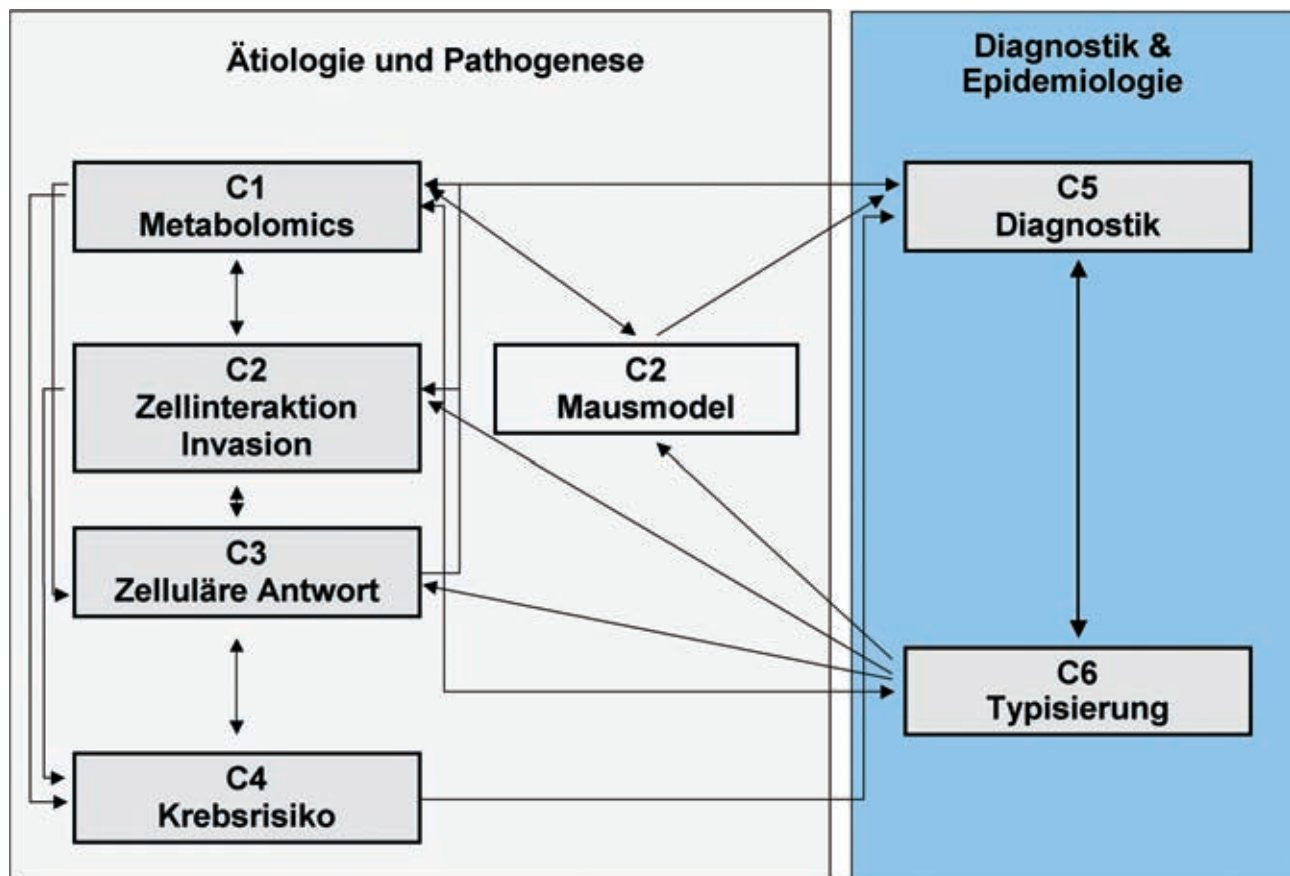 Ätiologie und Pathogenese
Diagnostik &
Epidemiologie
C1
Metabolomics
C5
Diagnostik
C2
Zellinteraktion
Invasion
C2
Mausmodel
C3
Zelluläre Antwort
C6
Typisierung
C4
Krebsrisiko